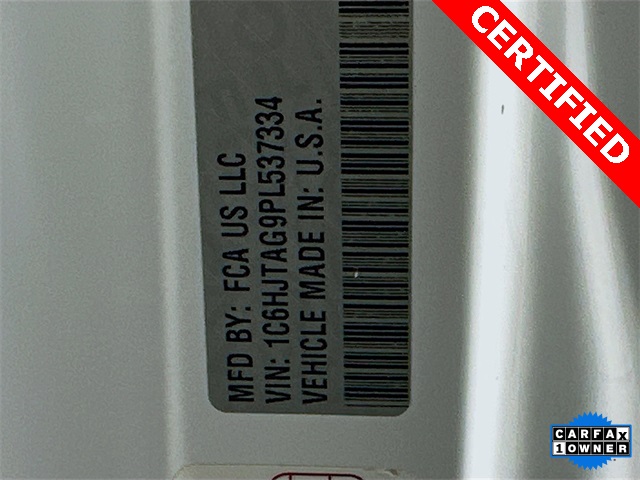 MFD BY: FCA US LLC
VIN: 1C6HJTAG9PL537334
VEHICLE MADE IN: U.S.A.
CERTIFIED
CARFAX
1 OWNER